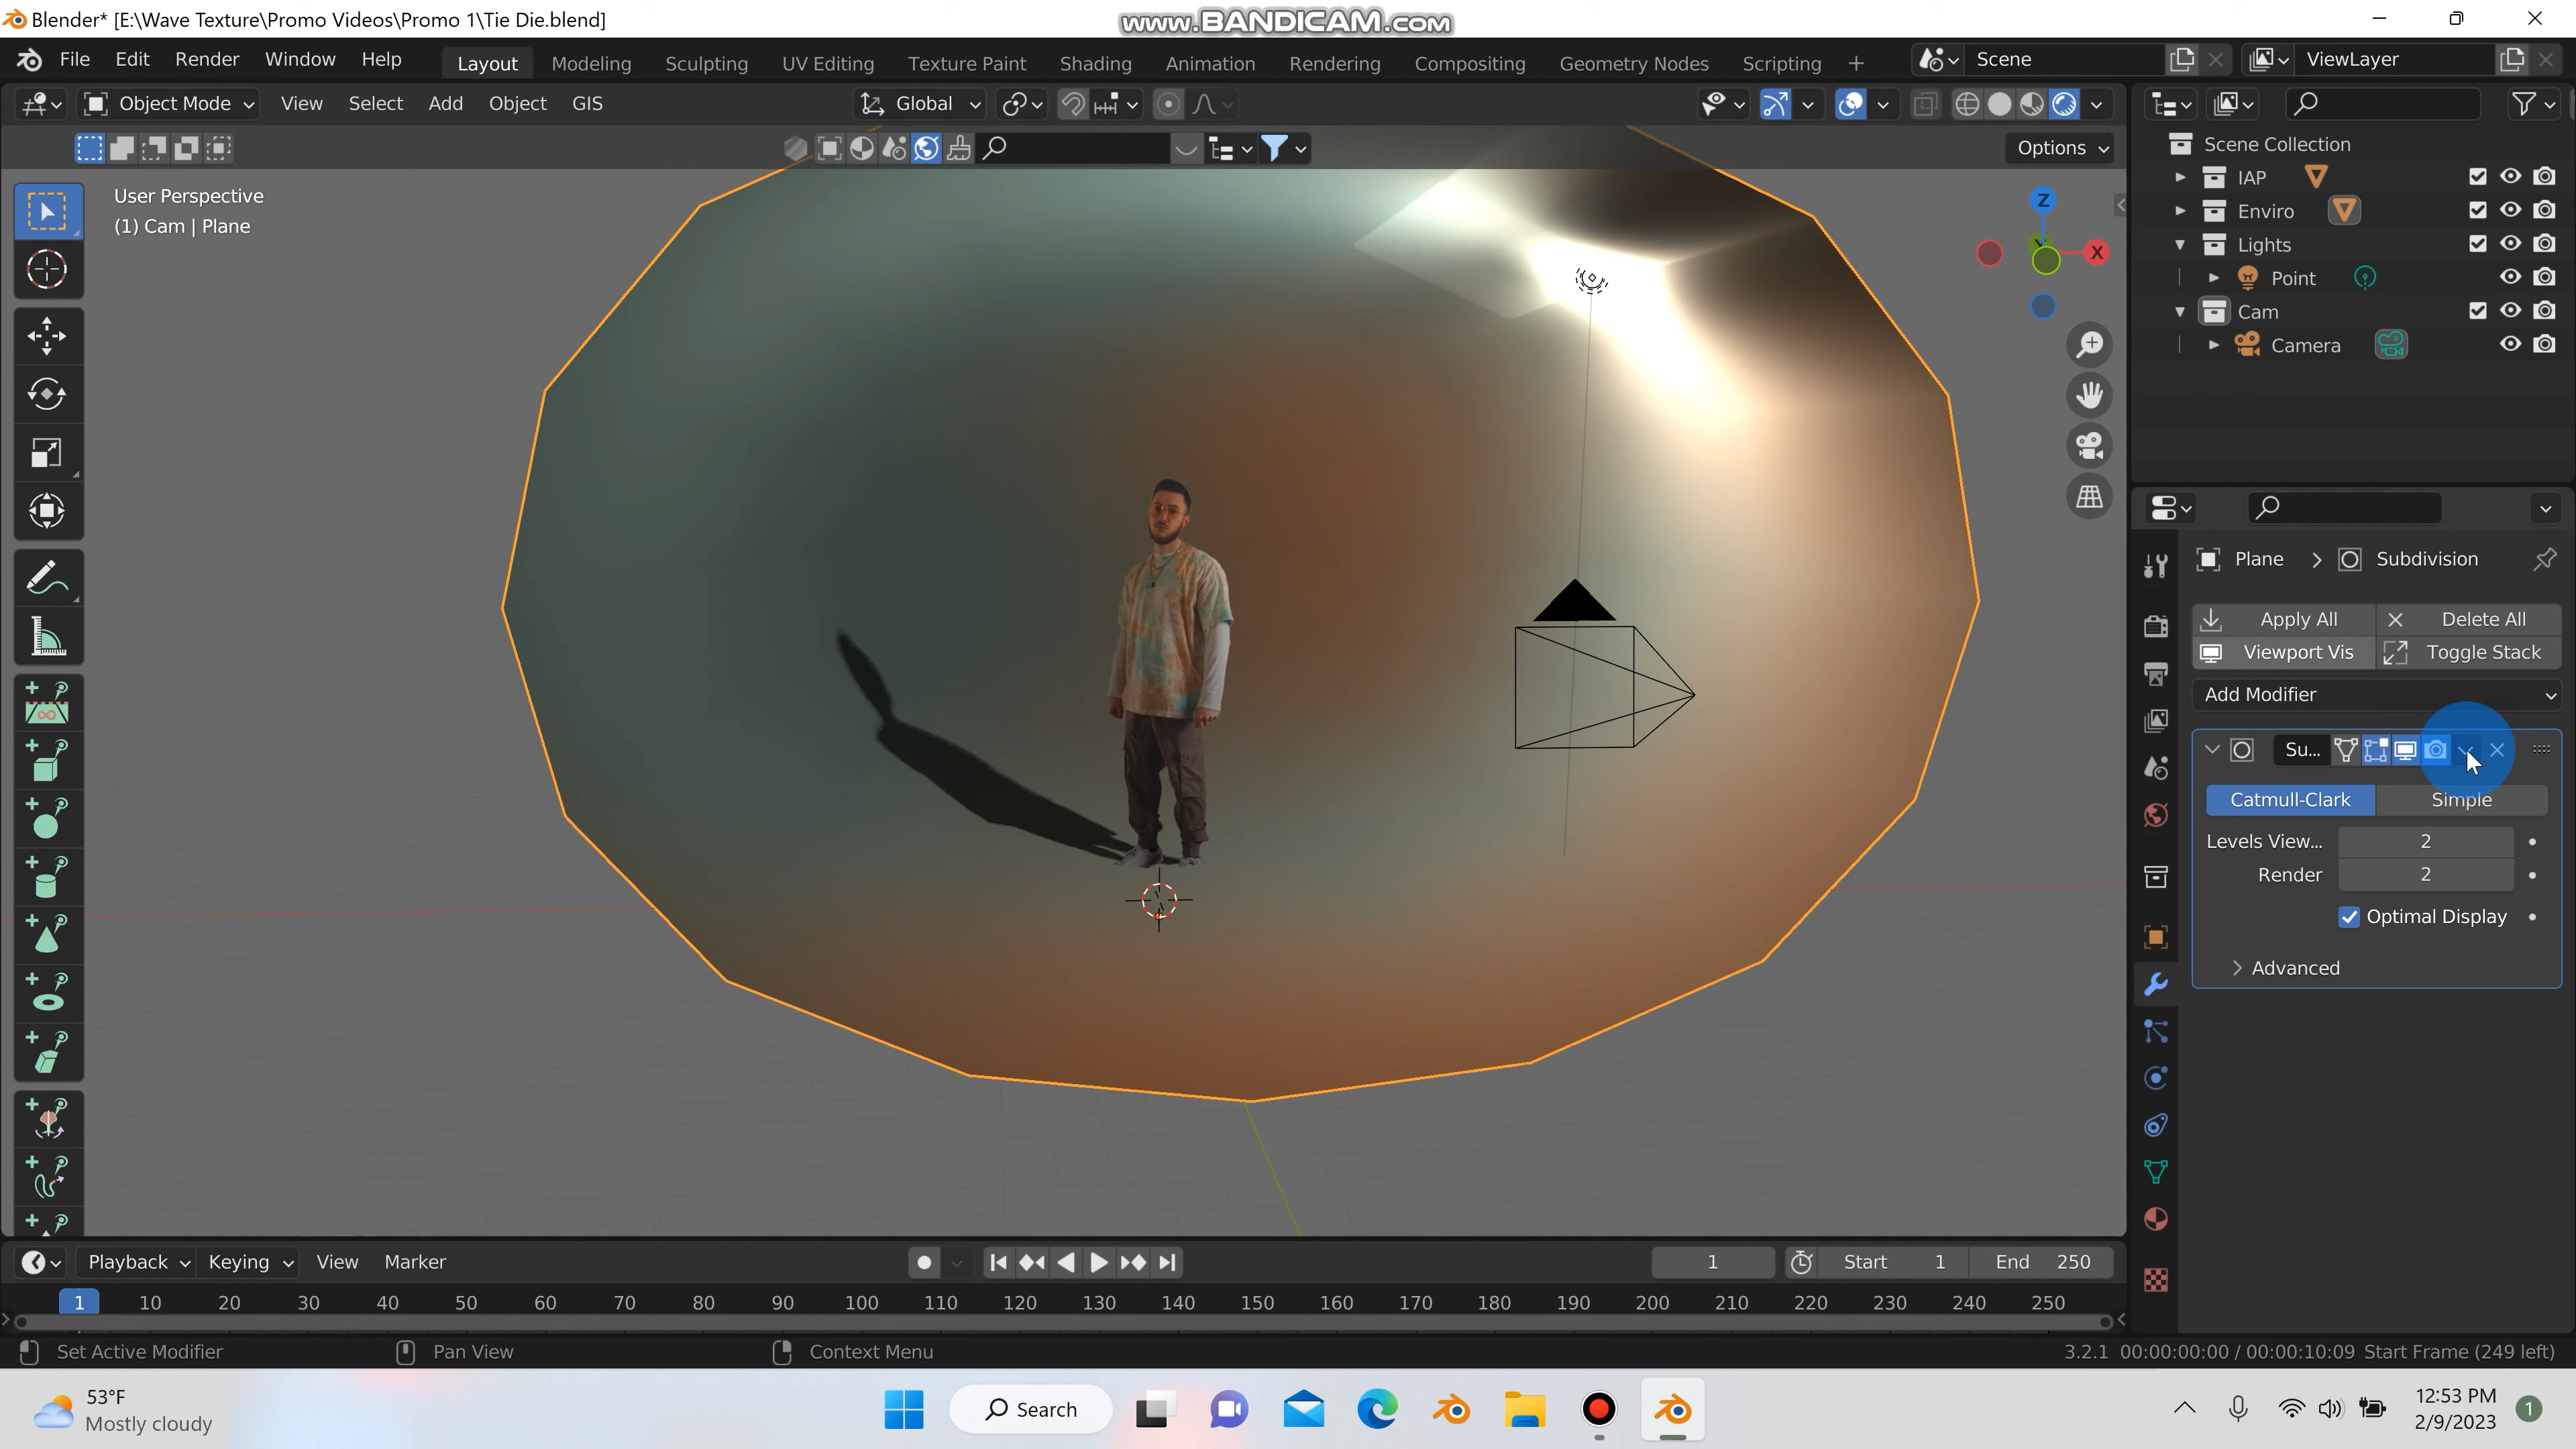 Blender* [E:\Wave Texture\Promo Videos\Promo 1\Tie Die.blend]
www.BANDICAM.com
File Edit Render Window Help Layout Modeling Sculpting UV Editing Texture Paint Shading Animation Rendering Compositing Geometry Nodes Scripting + Scene ViewLayer
Object Mode View Select Add Object GIS Global
Options
User Perspective
(1) Cam | Plane
Z
Y
X
Scene Collection
IAP
Enviro
Lights
Point
Cam
Camera
Plane > Subdivision
Apply All Delete All
Viewport Vis Toggle Stack
Add Modifier
Su...
Catmull-Clark Simple
Levels View... 2
Render 2
Optimal Display
Advanced
Playback Keying View Marker 1 Start 1 End 250
1 10 20 30 40 50 60 70 80 90 100 110 120 130 140 150 160 170 180 190 200 210 220 230 240 250
Set Active Modifier Pan View Context Menu 3.2.1 00:00:00:00 / 00:00:10:09 Start Frame (249 left)
53°F
Mostly cloudy
Search
12:53 PM
2/9/2023
1